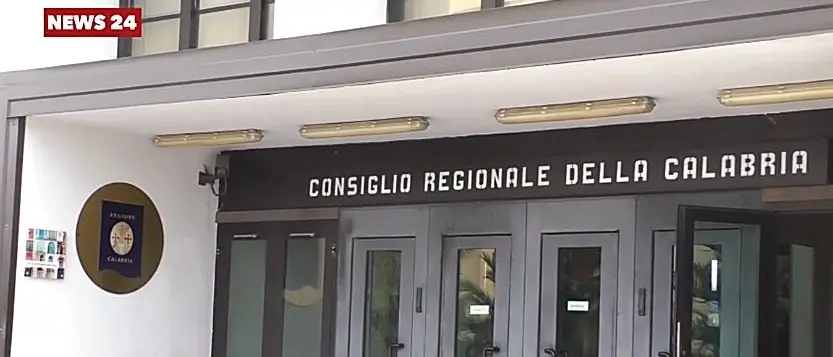 NEWS 24
CONSIGLIO REGIONALE DELLA CALABRIA
REGIONE
CALABRIA